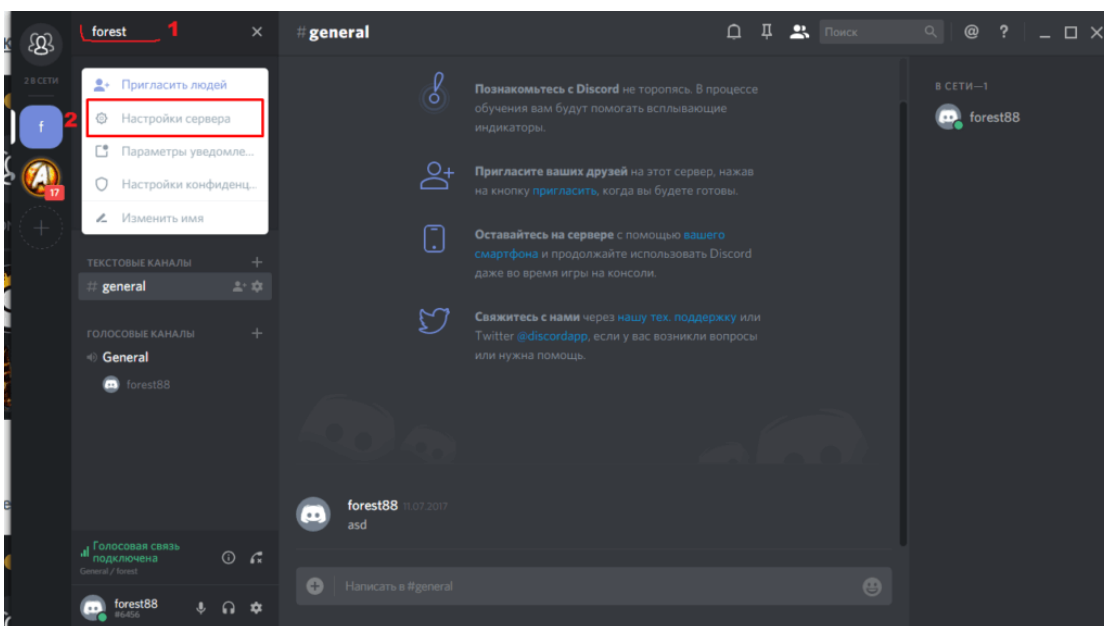 forest
1
# general
Поиск
@
?
2 В СЕТИ
f
2
17
Пригласить людей
Настройки сервера
Параметры уведомле...
Настройки конфиденц...
Изменить имя
ТЕКСТОВЫЕ КАНАЛЫ
# general
ГОЛОСОВЫЕ КАНАЛЫ
General
forest88
Голосовая связь
подключена
General / forest
forest88
#6456
Познакомьтесь с Discord не торопясь. В процессе
обучения вам будут помогать всплывающие
индикаторы.
Пригласите ваших друзей на этот сервер, нажав
на кнопку пригласить, когда вы будете готовы.
Оставайтесь на сервере с помощью вашего
смартфона и продолжайте использовать Discord
даже во время игры на консоли.
Свяжитесь с нами через нашу тех. поддержку или
Twitter @discordapp, если у вас возникли вопросы
или нужна помощь.
forest88 11.07.2017
asd
Написать в #general
В СЕТИ—1
forest88